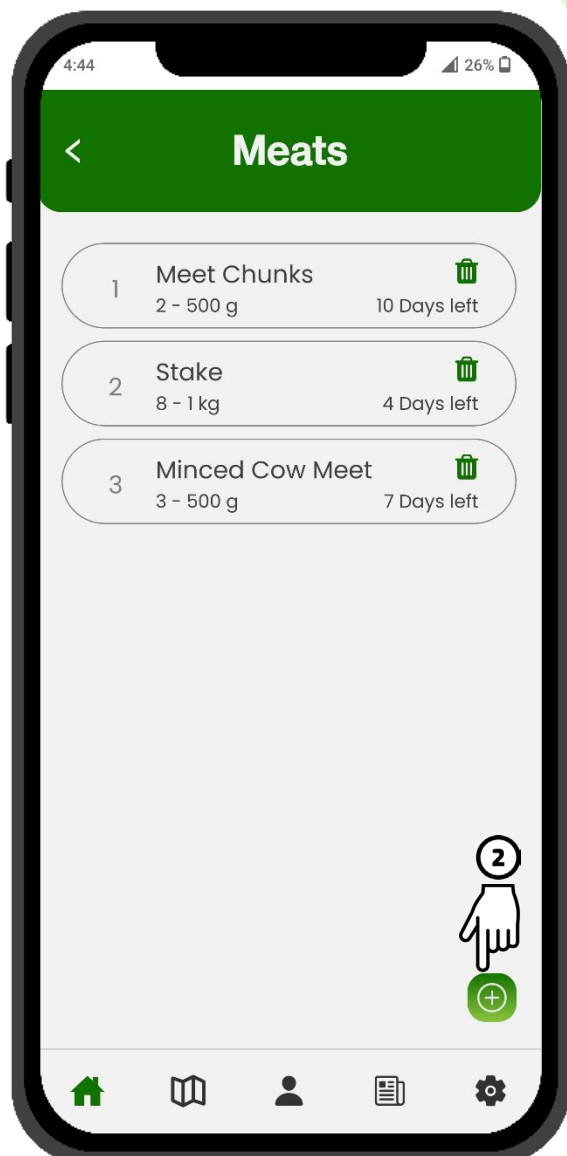 4:44 26%
Meats
1 Meet Chunks
2 - 500 g 10 Days left
2 Stake
8 - 1 kg 4 Days left
3 Minced Cow Meet
3 - 500 g 7 Days left
2